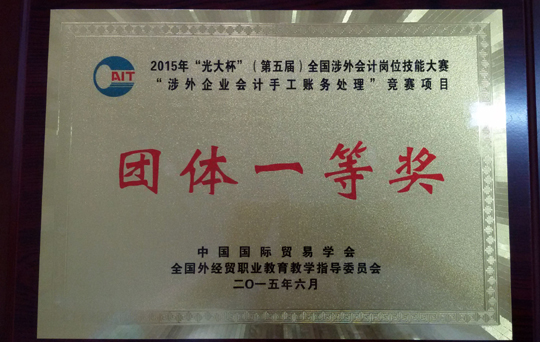 AIT
2015年“光大杯”（第五届）全国涉外会计岗位技能大赛
“涉外企业会计手工账务处理”竞赛项目
团体一等奖
中国国际贸易学会
全国外经贸职业教育教学指导委员会
二〇一五年六月